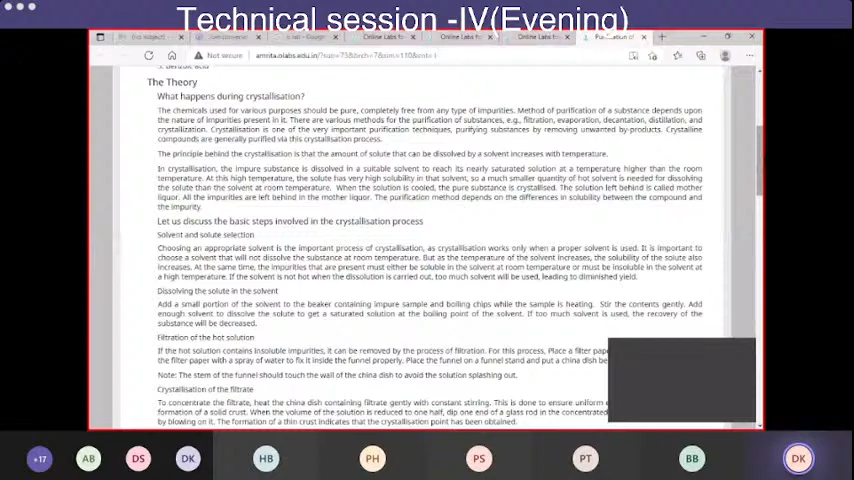 Technical session -IV(Evening)
Online Labs fo
Online Labs fo
Online Labs fro
Purification of
Not secure
amrita.olabs.edu.in/?sub=73&brch=7&sim=110&cnt=1
The Theory
What happens during crystallisation?
The chemicals used for various purposes should be pure, completely free from any type of impurities. Method of purification of a substance depends upon
the nature of impurities present in it. There are various methods for the purification of substances, e.g., filtration, evaporation, decantation, distillation, and
crystallization. Crystallisation is one of the very important purification techniques, purifying substances by removing unwanted by-products. Crystalline
compounds are generally purified via this crystallisation process.
The principle behind the crystallisation is that the amount of solute that can be dissolved by a solvent increases with temperature.
In crystallisation, the impure substance is dissolved in a suitable solvent to reach its nearly saturated solution at a temperature higher than the room
temperature. At this high temperature, the solute has very high solubility in that solvent, so a much smaller quantity of hot solvent is needed for dissolving
the solute than the solvent at room temperature. When the solution is cooled, the pure substance is crystallised. The solution left behind is called mother
liquor. All the impurities are left behind in the mother liquor. The purification method depends on the differences in solubility between the compound and
the impurity.
Let us discuss the basic steps involved in the crystallisation process
Solvent and solute selection
Choosing an appropriate solvent is the important process of crystallisation, as crystallisation works only when a proper solvent is used. It is important to
choose a solvent that will not dissolve the substance at room temperature. But as the temperature of the solvent increases, the solubility of the solute also
increases. At the same time, the impurities that are present must either be soluble in the solvent at room temperature or must be insoluble in the solvent at
a high temperature. If the solvent is not hot when the dissolution is carried out, too much solvent will be used, leading to diminished yield.
Dissolving the solute in the solvent
Add a small portion of the solvent to the beaker containing impure sample and boiling chips while the sample is heating. Stir the contents gently. Add
enough solvent to dissolve the solute to get a saturated solution at the boiling point of the solvent. If too much solvent is used, the recovery of the
substance will be decreased.
Filtration of the hot solution
If the hot solution contains insoluble impurities, it can be removed by the process of filtration. For this process, Place a filter pape
the filter paper with a spray of water to fix it inside the funnel properly. Place the funnel on a funnel stand and put a china dish be
Note: The stem of the funnel should touch the wall of the china dish to avoid the solution splashing out.
Crystallisation of the filtrate
To concentrate the filtrate, heat the china dish containing filtrate gently with constant stirring. This is done to ensure uniform e
formation of a solid crust. When the volume of the solution is reduced to one half, dip one end of a glass rod in the concentrated
by blowing on it. The formation of a thin crust indicates that the crystallisation point has been obtained.
+17
AB
DS
DK
HB
PH
PS
PT
BB
DK